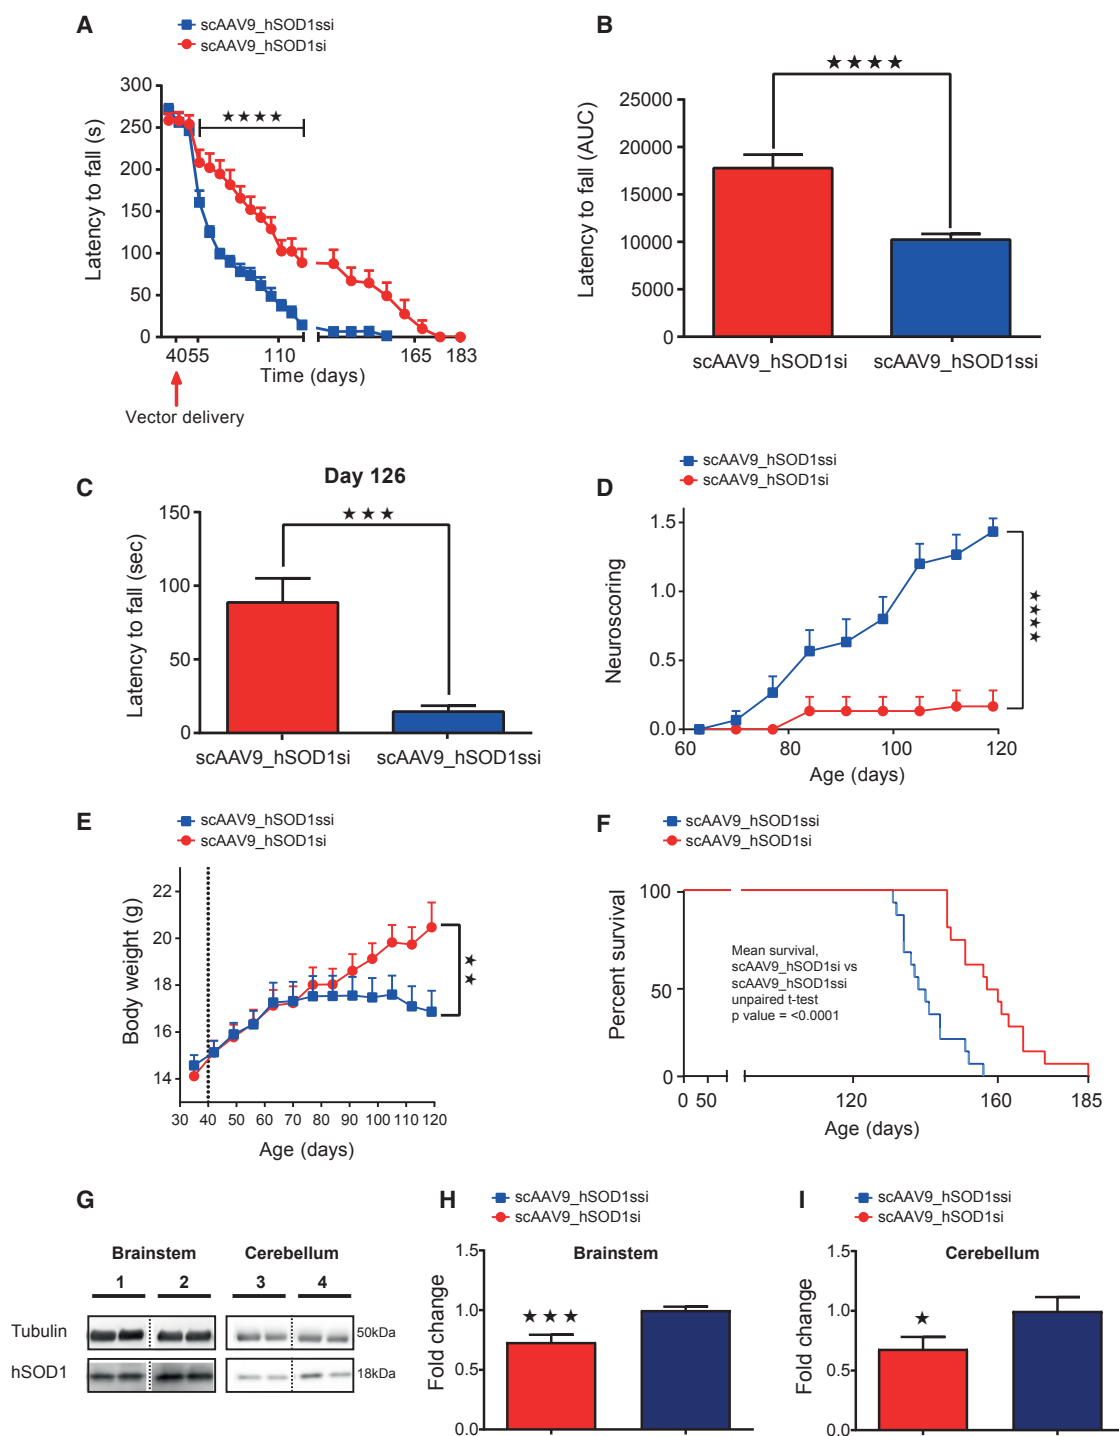 A
scAAV9_hSOD1ssi
scAAV9_hSOD1si
Latency to fall (s)
300
250
200
150
100
50
0
★★★★
4055 110 165 183
Time (days)
Vector delivery
B
★★★★
Latency to fall (AUC)
25000
20000
15000
10000
5000
0
scAAV9_hSOD1si scAAV9_hSOD1ssi
C
Day 126
★★★
Latency to fall (sec)
150
100
50
0
scAAV9_hSOD1si scAAV9_hSOD1ssi
D
scAAV9_hSOD1ssi
scAAV9_hSOD1si
Neuroscoring
1.5
1.0
0.5
0.0
60 80 100 120
Age (days)
★★★★
E
scAAV9_hSOD1ssi
scAAV9_hSOD1si
Body weight (g)
22
20
18
16
14
30 40 50 60 70 80 90 100 110 120
Age (days)
★★
F
scAAV9_hSOD1ssi
scAAV9_hSOD1si
Percent survival
100
50
0
Mean survival,
scAAV9_hSOD1si vs
scAAV9_hSOD1ssi
unpaired t-test
p value = <0.0001
0 50 120 160 185
Age (days)
G
Brainstem Cerebellum
1 2 3 4
Tubulin 50kDa
hSOD1 18kDa
H
scAAV9_hSOD1ssi
scAAV9_hSOD1si
Brainstem
Fold change
1.5
1.0
0.5
0.0
★★★
I
scAAV9_hSOD1ssi
scAAV9_hSOD1si
Cerebellum
Fold change
1.5
1.0
0.5
0.0
★